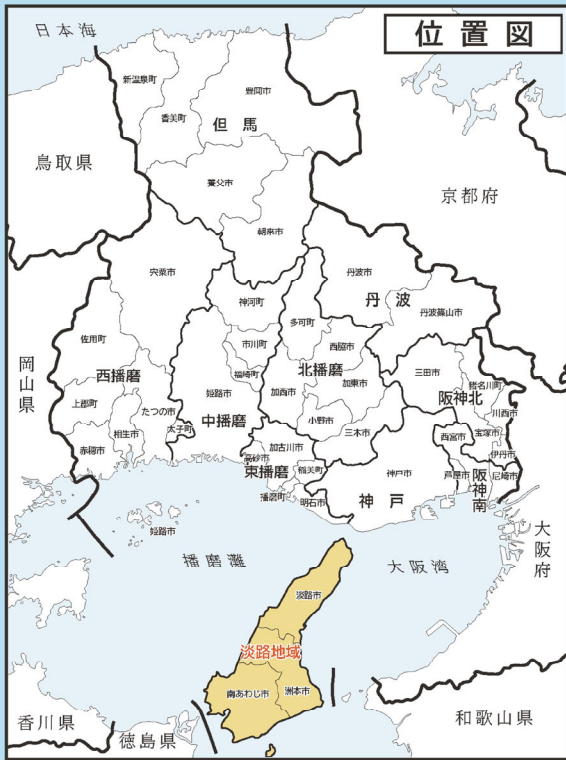 位置図
日本海
新温泉町
豊岡市
香美町
但馬
鳥取県
養父市
京都府
朝来市
宍粟市
丹波市
丹波
神河町
丹波篠山市
多可町
佐用町
市川町
西脇市
岡山県
西播磨
福崎町
北播磨
三田市
猪名川町
加西市
加東市
阪神北
上郡町
たつの市
姫路市
川西市
中播磨
小野市
相生市
太子町
三木市
西宮市
宝塚市
赤穂市
加古川市
伊丹市
高砂市
東播磨
稲美町
神戸市
芦屋市
阪神南
尼崎市
播磨町
明石市
神戸
姫路市
大阪府
播磨灘
大阪湾
淡路市
淡路地域
南あわじ市
洲本市
香川県
徳島県
和歌山県